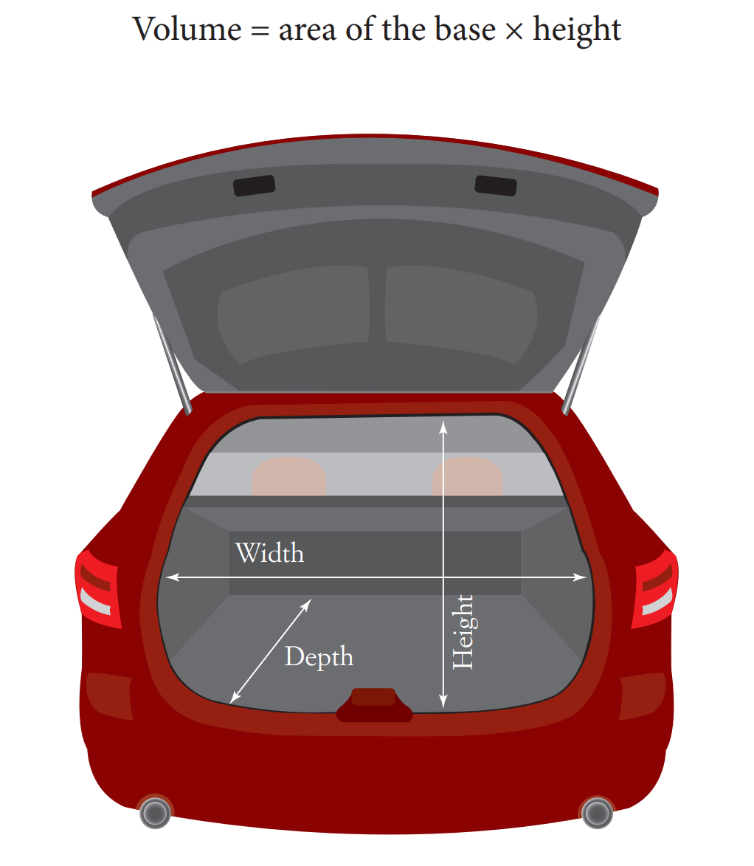 Volume = area of the base × height
Width
Depth
Height